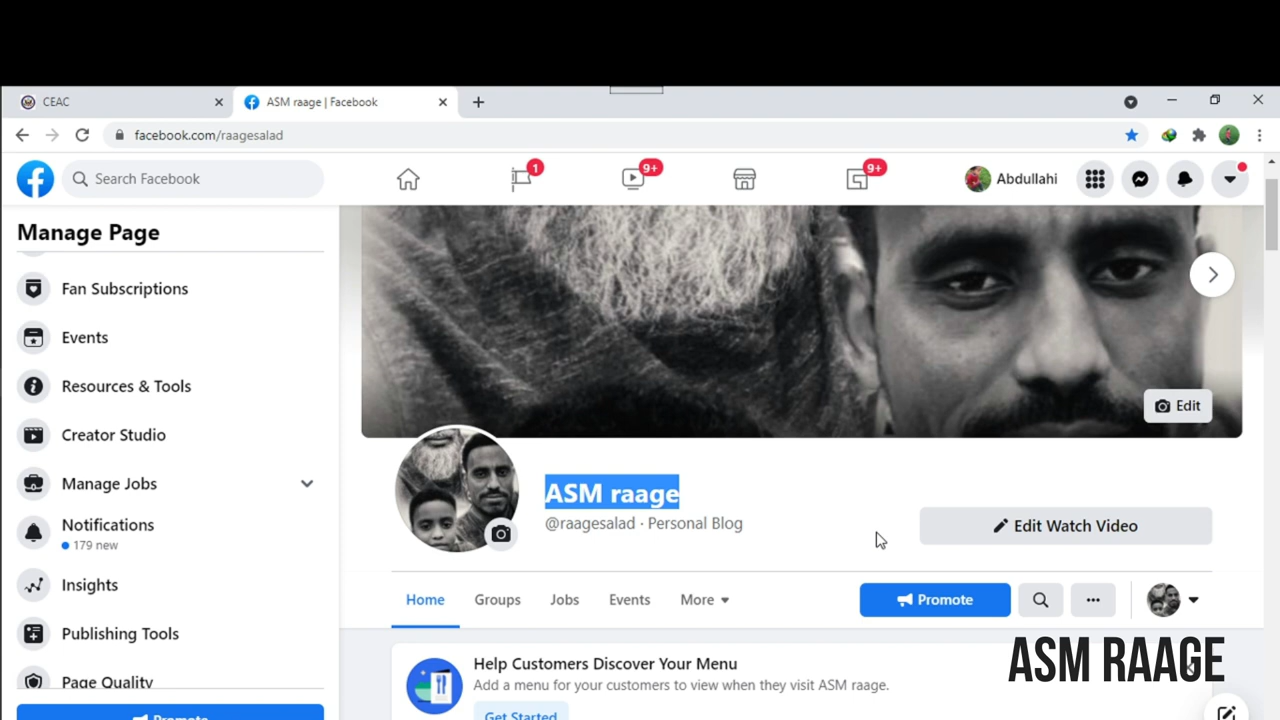 CEAC
ASM raage | Facebook
facebook.com/raagesalad
Search Facebook
1
9+
9+
Abdullahi
Manage Page
Fan Subscriptions
Events
Resources & Tools
Creator Studio
Manage Jobs
Notifications
179 new
Insights
Publishing Tools
Page Quality
Promote
Edit
ASM raage
@raagesalad · Personal Blog
Edit Watch Video
Home
Groups
Jobs
Events
More
Promote
Help Customers Discover Your Menu
Add a menu for your customers to view when they visit ASM raage.
Get Started
ASM RAAGE